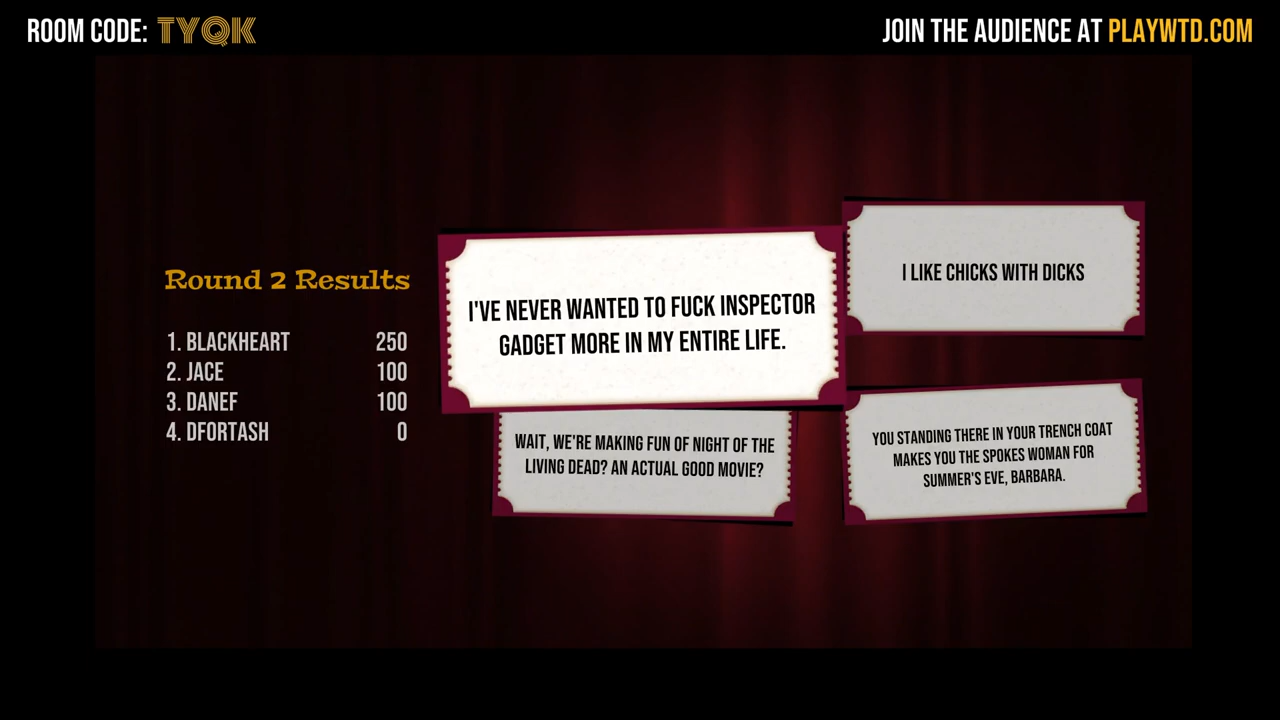 ROOM CODE: TYQK
JOIN THE AUDIENCE AT PLAYWTD.COM
Round 2 Results
1. BLACKHEART 250
2. JACE 100
3. DANEF 100
4. DFORTASH 0
I'VE NEVER WANTED TO FUCK INSPECTOR
GADGET MORE IN MY ENTIRE LIFE.
I LIKE CHICKS WITH DICKS
WAIT, WE'RE MAKING FUN OF NIGHT OF THE
LIVING DEAD? AN ACTUAL GOOD MOVIE?
YOU STANDING THERE IN YOUR TRENCH COAT
MAKES YOU THE SPOKES WOMAN FOR
SUMMER'S EVE, BARBARA.